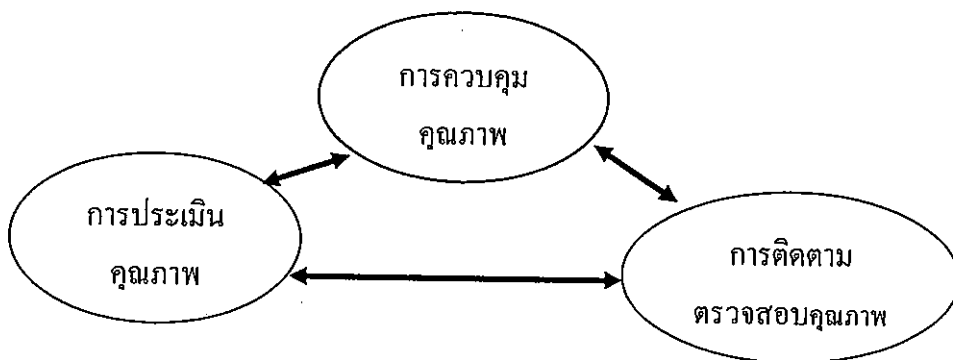 การควบคุม
คุณภาพ
การประเมิน
คุณภาพ
การติดตาม
ตรวจสอบคุณภาพ